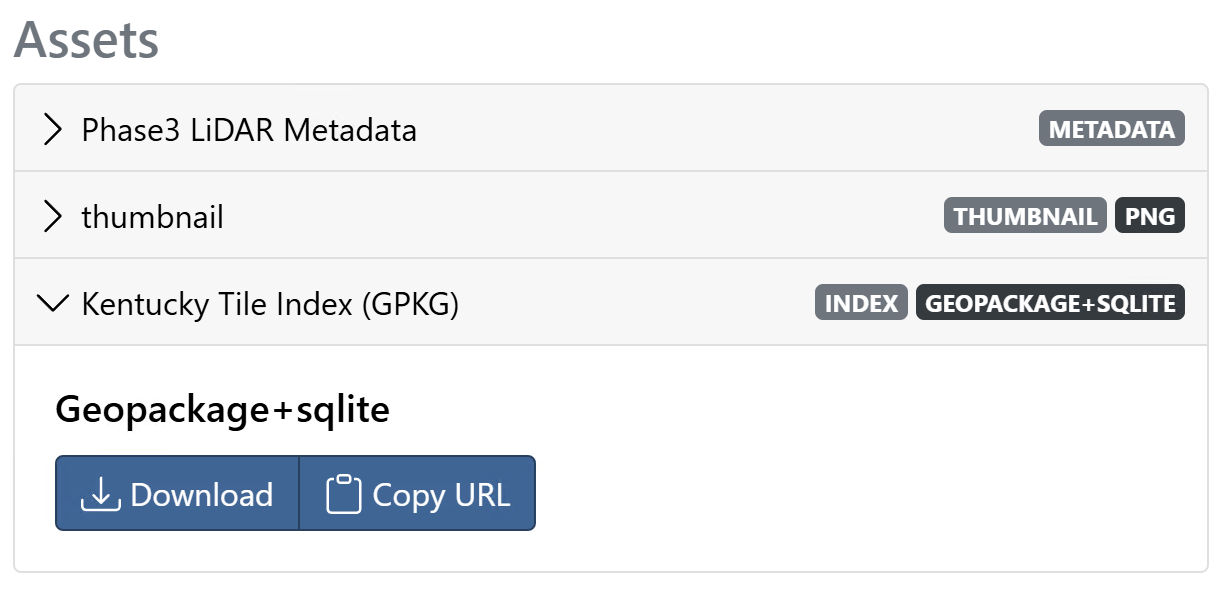 Assets
Phase3 LiDAR Metadata METADATA
thumbnail THUMBNAIL PNG
Kentucky Tile Index (GPKG) INDEX GEOPACKAGE+SQLITE
Geopackage+sqlite
Download Copy URL